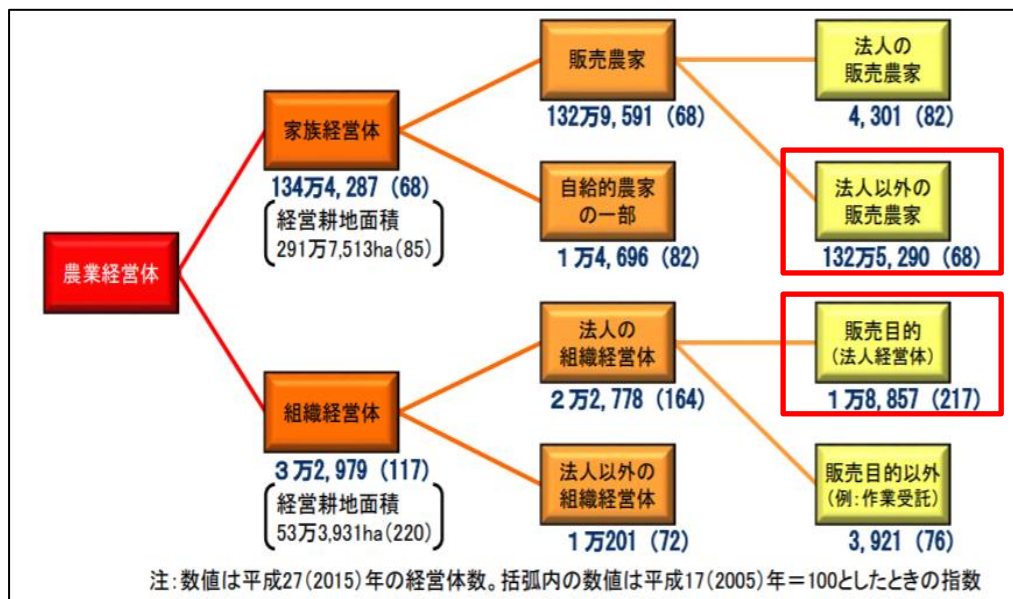 農業経営体
家族経営体
134万4,287 (68)
経営耕地面積
291万7,513ha(85)
組織経営体
3万2,979 (117)
経営耕地面積
53万3,931ha(220)
販売農家
132万9,591 (68)
自給的農家
の一部
1万4,696 (82)
法人の
組織経営体
2万2,778 (164)
法人以外の
組織経営体
1万201 (72)
法人の
販売農家
4,301 (82)
法人以外の
販売農家
132万5,290 (68)
販売目的
(法人経営体)
1万8,857 (217)
販売目的以外
(例:作業受託)
3,921 (76)
注:数値は平成27(2015)年の経営体数。括弧内の数値は平成17(2005)年=100としたときの指数